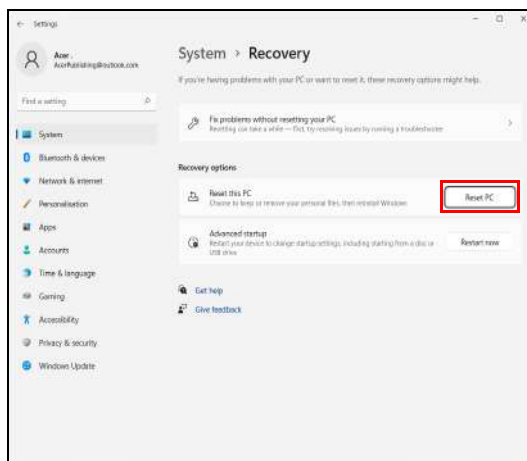 Settings
Acer .
AcerPublishing@outlook.com
System > Recovery
If you're having problems with your PC or want to reset it, these recovery options might help.
Find a setting
Fix problems without resetting your PC
Resetting can take a while — first, try resolving issues by running a troubleshooter
System
Bluetooth & devices
Network & internet
Personalisation
Apps
Accounts
Time & language
Gaming
Accessibility
Privacy & security
Windows Update
Recovery options
Reset this PC
Choose to keep or remove your personal files, then reinstall Windows
Reset PC
Advanced startup
Restart your device to change startup settings, including starting from a disc or
USB drive
Restart now
Get help
Give feedback